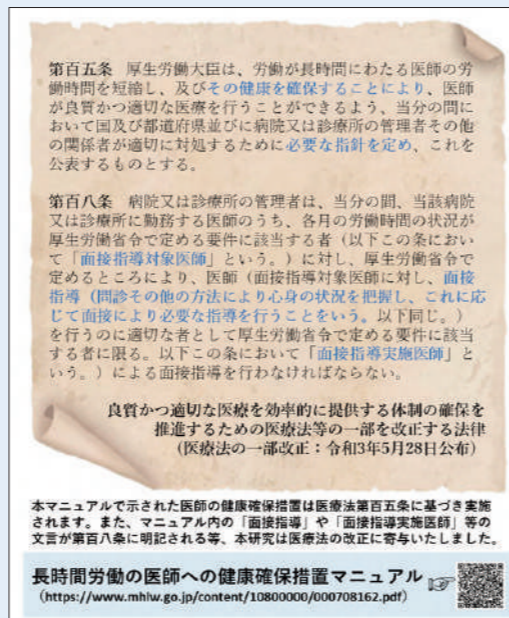 第百五条　厚生労働大臣は、労働が長時間にわたる医師の労
働時間を短縮し、及びその健康を確保することにより、医師
が良質かつ適切な医療を行うことができるよう、当分の間に
おいて国及び都道府県並びに病院又は診療所の管理者その他
の関係者が適切に対処するために必要な指針を定め、これを
公表するものとする。
第百八条　病院又は診療所の管理者は、当分の間、当該病院
又は診療所に勤務する医師のうち、各月の労働時間の状況が
厚生労働省令で定める要件に該当する者（以下この条におい
て「面接指導対象医師」という。）に対し、厚生労働省令で
定めるところにより、医師（面接指導対象医師に対し、面接
指導（問診その他の方法により心身の状況を把握し、これに応
じて面接により必要な指導を行うことをいう。以下同じ。）
を行うのに適切な者として厚生労働省令で定める要件に該当
する者に限る。以下この条において「面接指導実施医師」と
いう。）による面接指導を行わなければならない。
良質かつ適切な医療を効率的に提供する体制の確保を
推進するための医療法等の一部を改正する法律
（医療法の一部改正：令和3年5月28日公布）
本マニュアルで示された医師の健康確保措置は医療法第百五条に基づき実施
されます。また、マニュアル内の「面接指導」や「面接指導実施医師」等の
文言が第百八条に明記される等、本研究は医療法の改正に寄与いたしました。
長時間労働の医師への健康確保措置マニュアル
（https://www.mhlw.go.jp/content/10800000/000708162.pdf）